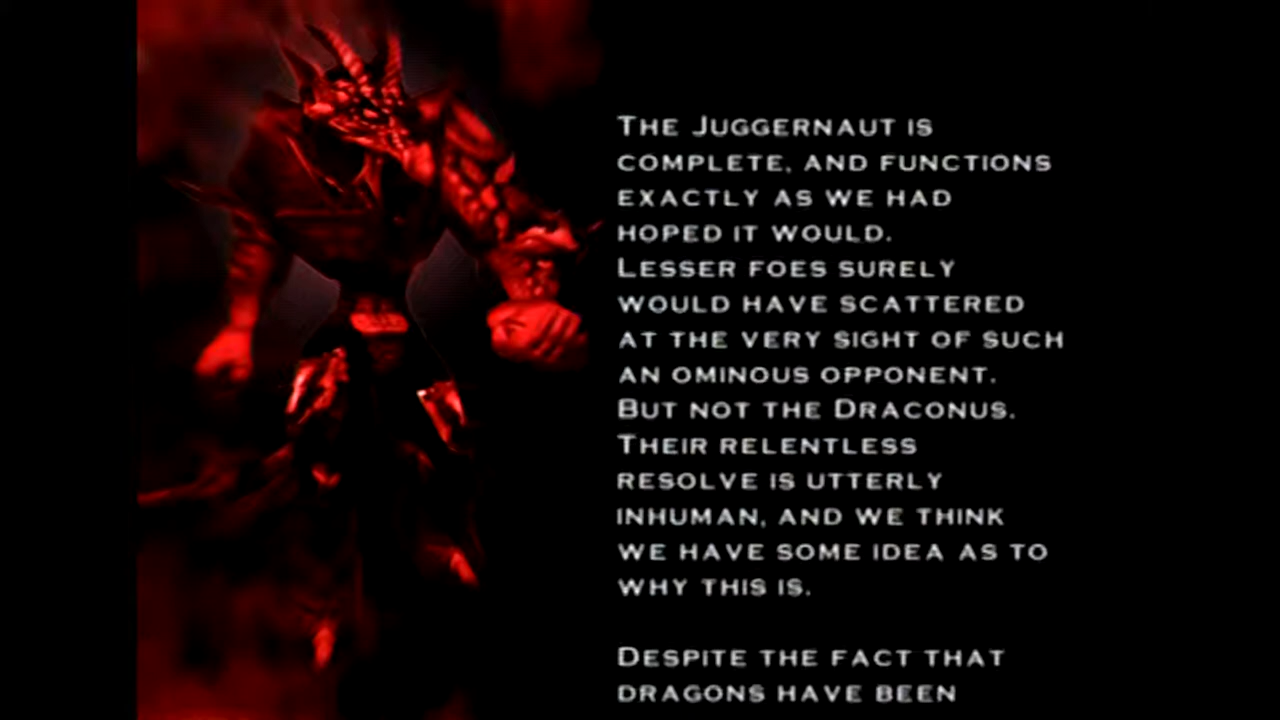 The Juggernaut is
complete, and functions
exactly as we had
hoped it would.
Lesser foes surely
would have scattered
at the very sight of such
an ominous opponent.
But not the Draconus.
Their relentless
resolve is utterly
inhuman, and we think
we have some idea as to
why this is.
Despite the fact that
dragons have been